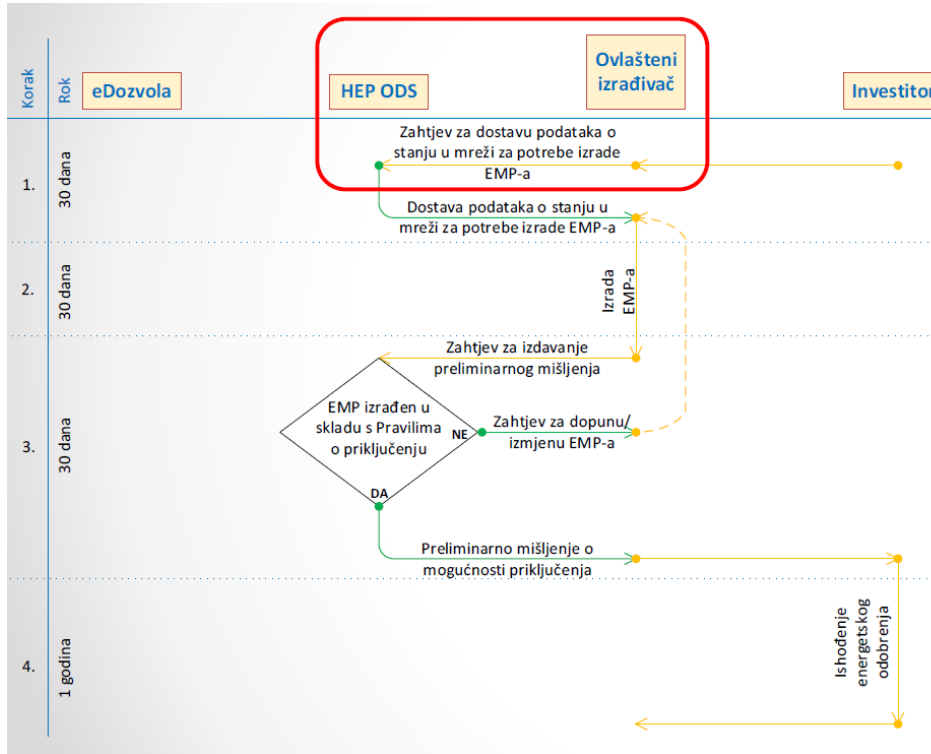 Korak
Rok
eDozvola
HEP ODS
Ovlašteni
izrađivač
Investitor
1.
30 dana
Zahtjev za dostavu podataka o
stanju u mreži za potrebe izrade
EMP-a
Dostava podataka o stanju u
mreži za potrebe izrade EMP-a
2.
30 dana
Izrada
EMP-a
3.
30 dana
Zahtjev za izdavanje
preliminarnog mišljenja
EMP izrađen u
skladu s Pravilima
o priključenju
NE
Zahtjev za dopunu/
izmjenu EMP-a
DA
Preliminarno mišljenje o
mogućnosti priključenja
4.
1 godina
Ishođenje
energetskog
odobrenja